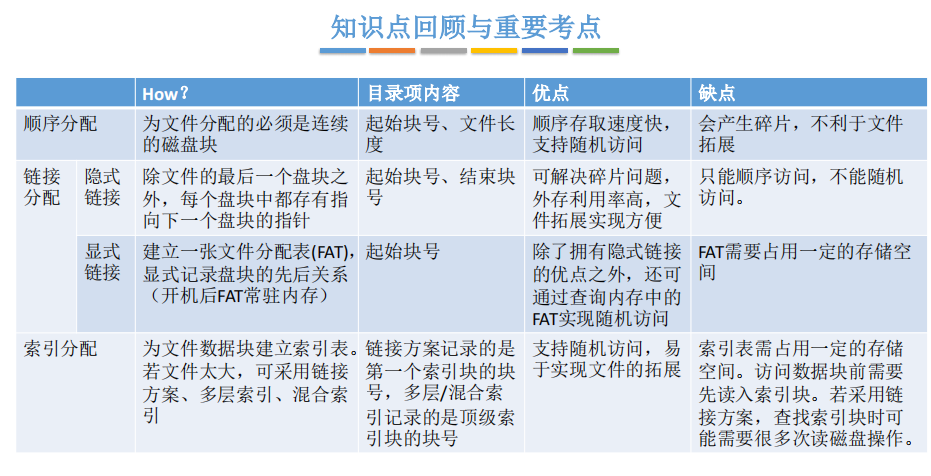 知识点回顾与重要考点
How?
目录项内容
优点
缺点
顺序分配
为文件分配的必须是连续
的磁盘块
起始块号、文件长
度
顺序存取速度快，
支持随机访问
会产生碎片，不利于文件
拓展
链接
分配
隐式
链接
除文件的最后一个盘块之
外，每个盘块中都存有指
向下一个盘块的指针
起始块号、结束块
号
可解决碎片问题，
外存利用率高，文
件拓展实现方便
只能顺序访问，不能随机
访问。
显式
链接
建立一张文件分配表(FAT)，
显式记录盘块的先后关系
（开机后FAT常驻内存）
起始块号
除了拥有隐式链接
的优点之外，还可
通过查询内存中的
FAT实现随机访问
FAT需要占用一定的存储空
间
索引分配
为文件数据块建立索引表。
若文件太大，可采用链接
方案、多层索引、混合索
引
链接方案记录的是
第一个索引块的块
号，多层/混合索
引记录的是顶级索
引块的块号
支持随机访问，易
于实现文件的拓展
索引表需占用一定的存储
空间。访问数据块前需要
先读入索引块。若采用链
接方案，查找索引块时可
能需要很多次读磁盘操作。